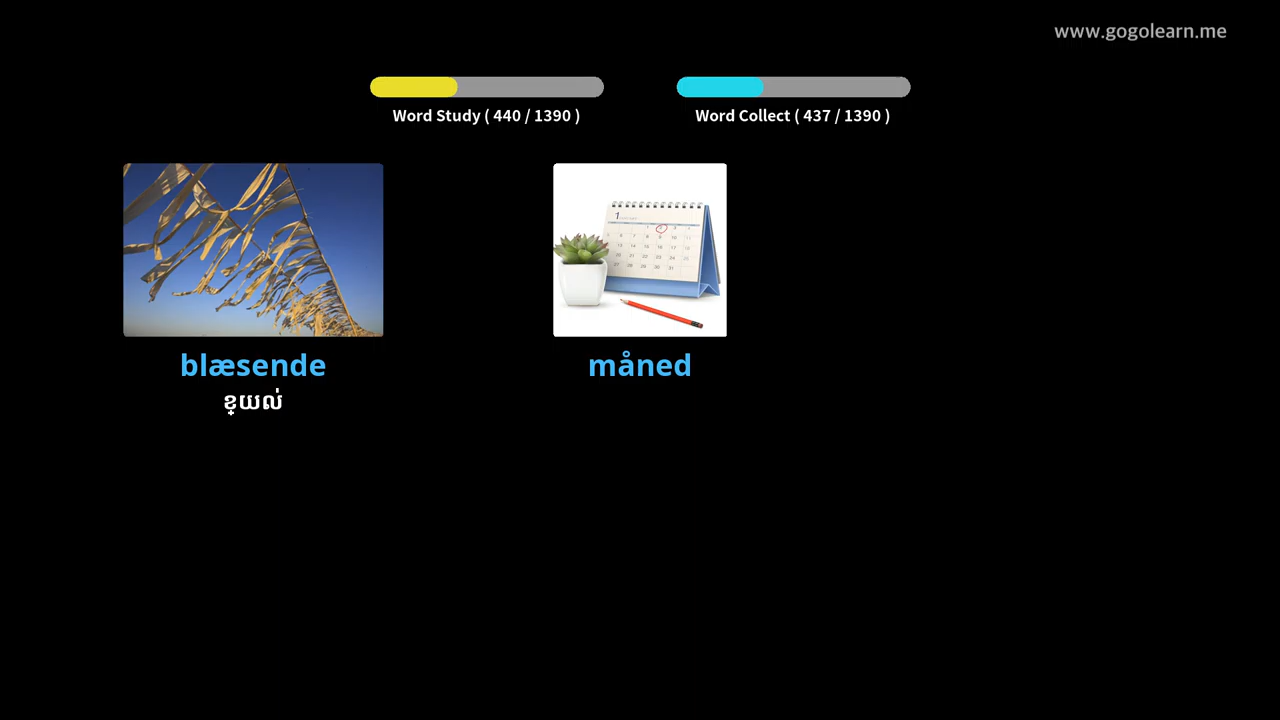 www.gogolearn.me
Word Study ( 440 / 1390 )
Word Collect ( 437 / 1390 )
blæsende
ខ្យល់
måned